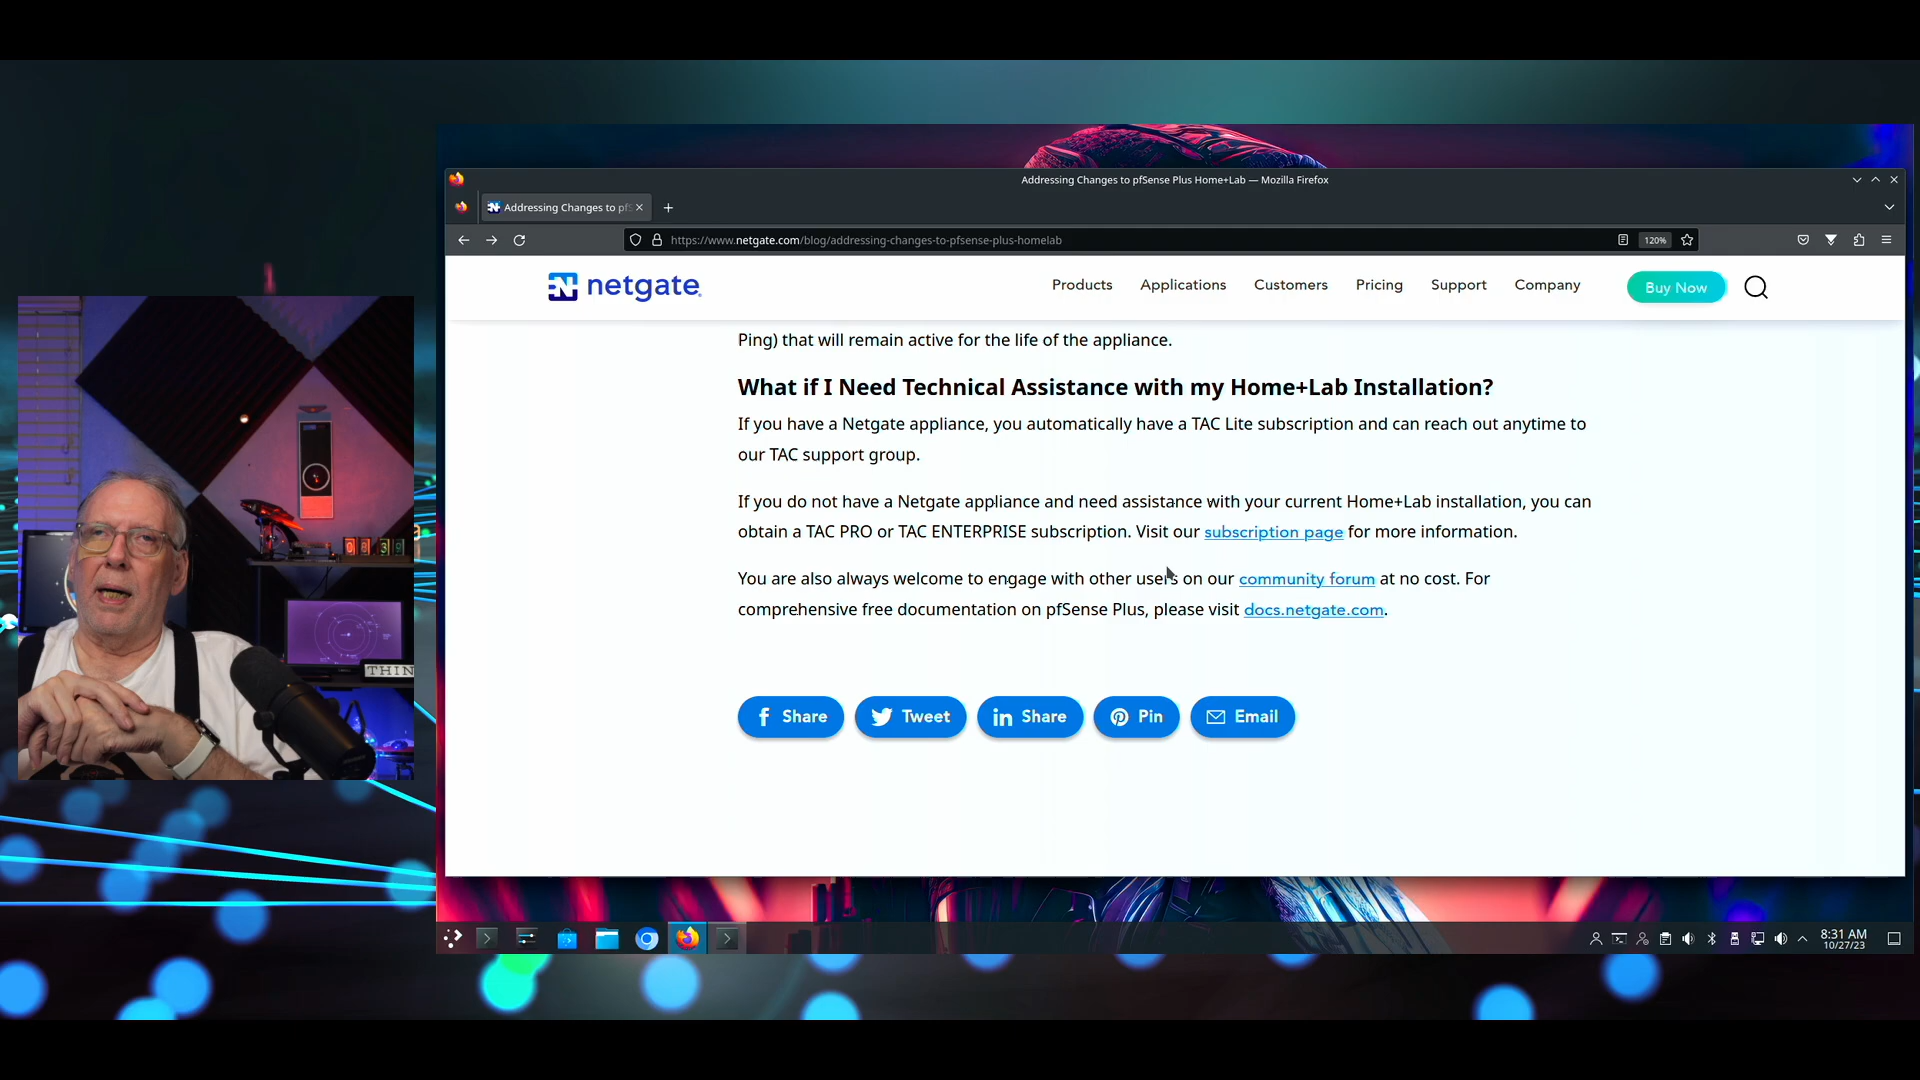 Addressing Changes to pfSense Plus Home+Lab — Mozilla Firefox
Addressing Changes to pfS
https://www.netgate.com/blog/addressing-changes-to-pfsense-plus-homelab
120%
netgate
Products
Applications
Customers
Pricing
Support
Company
Buy Now
Ping) that will remain active for the life of the appliance.
What if I Need Technical Assistance with my Home+Lab Installation?
If you have a Netgate appliance, you automatically have a TAC Lite subscription and can reach out anytime to
our TAC support group.
If you do not have a Netgate appliance and need assistance with your current Home+Lab installation, you can
obtain a TAC PRO or TAC ENTERPRISE subscription. Visit our subscription page for more information.
You are also always welcome to engage with other users on our community forum at no cost. For
comprehensive free documentation on pfSense Plus, please visit docs.netgate.com.
Share
Tweet
Share
Pin
Email
08 39
THIN
8:31 AM
10/27/23